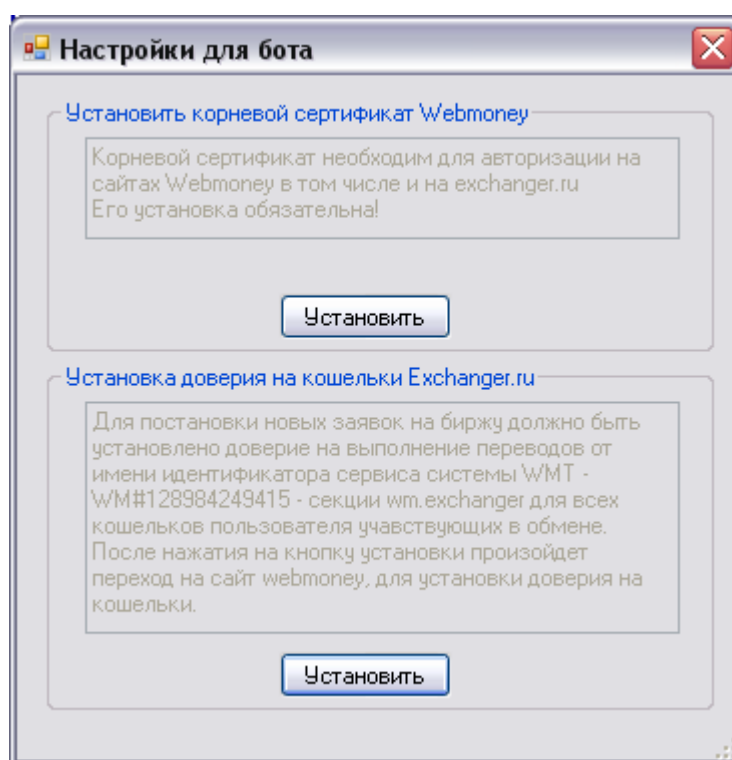 Настройки для бота
Установить корневой сертификат Webmoney
Корневой сертификат необходим для авторизации на
сайтах Webmoney в том числе и на exchanger.ru
Его установка обязательна!
Установить
Установка доверия на кошельки Exchanger.ru
Для постановки новых заявок на биржу должно быть
установлено доверие на выполнение переводов от
имени идентификатора сервиса системы WMT -
WM#128984249415 - секции wm.exchanger для всех
кошельков пользователя учавствующих в обмене.
После нажатия на кнопку установки произойдет
переход на сайт webmoney, для установки доверия на
кошельки.
Установить